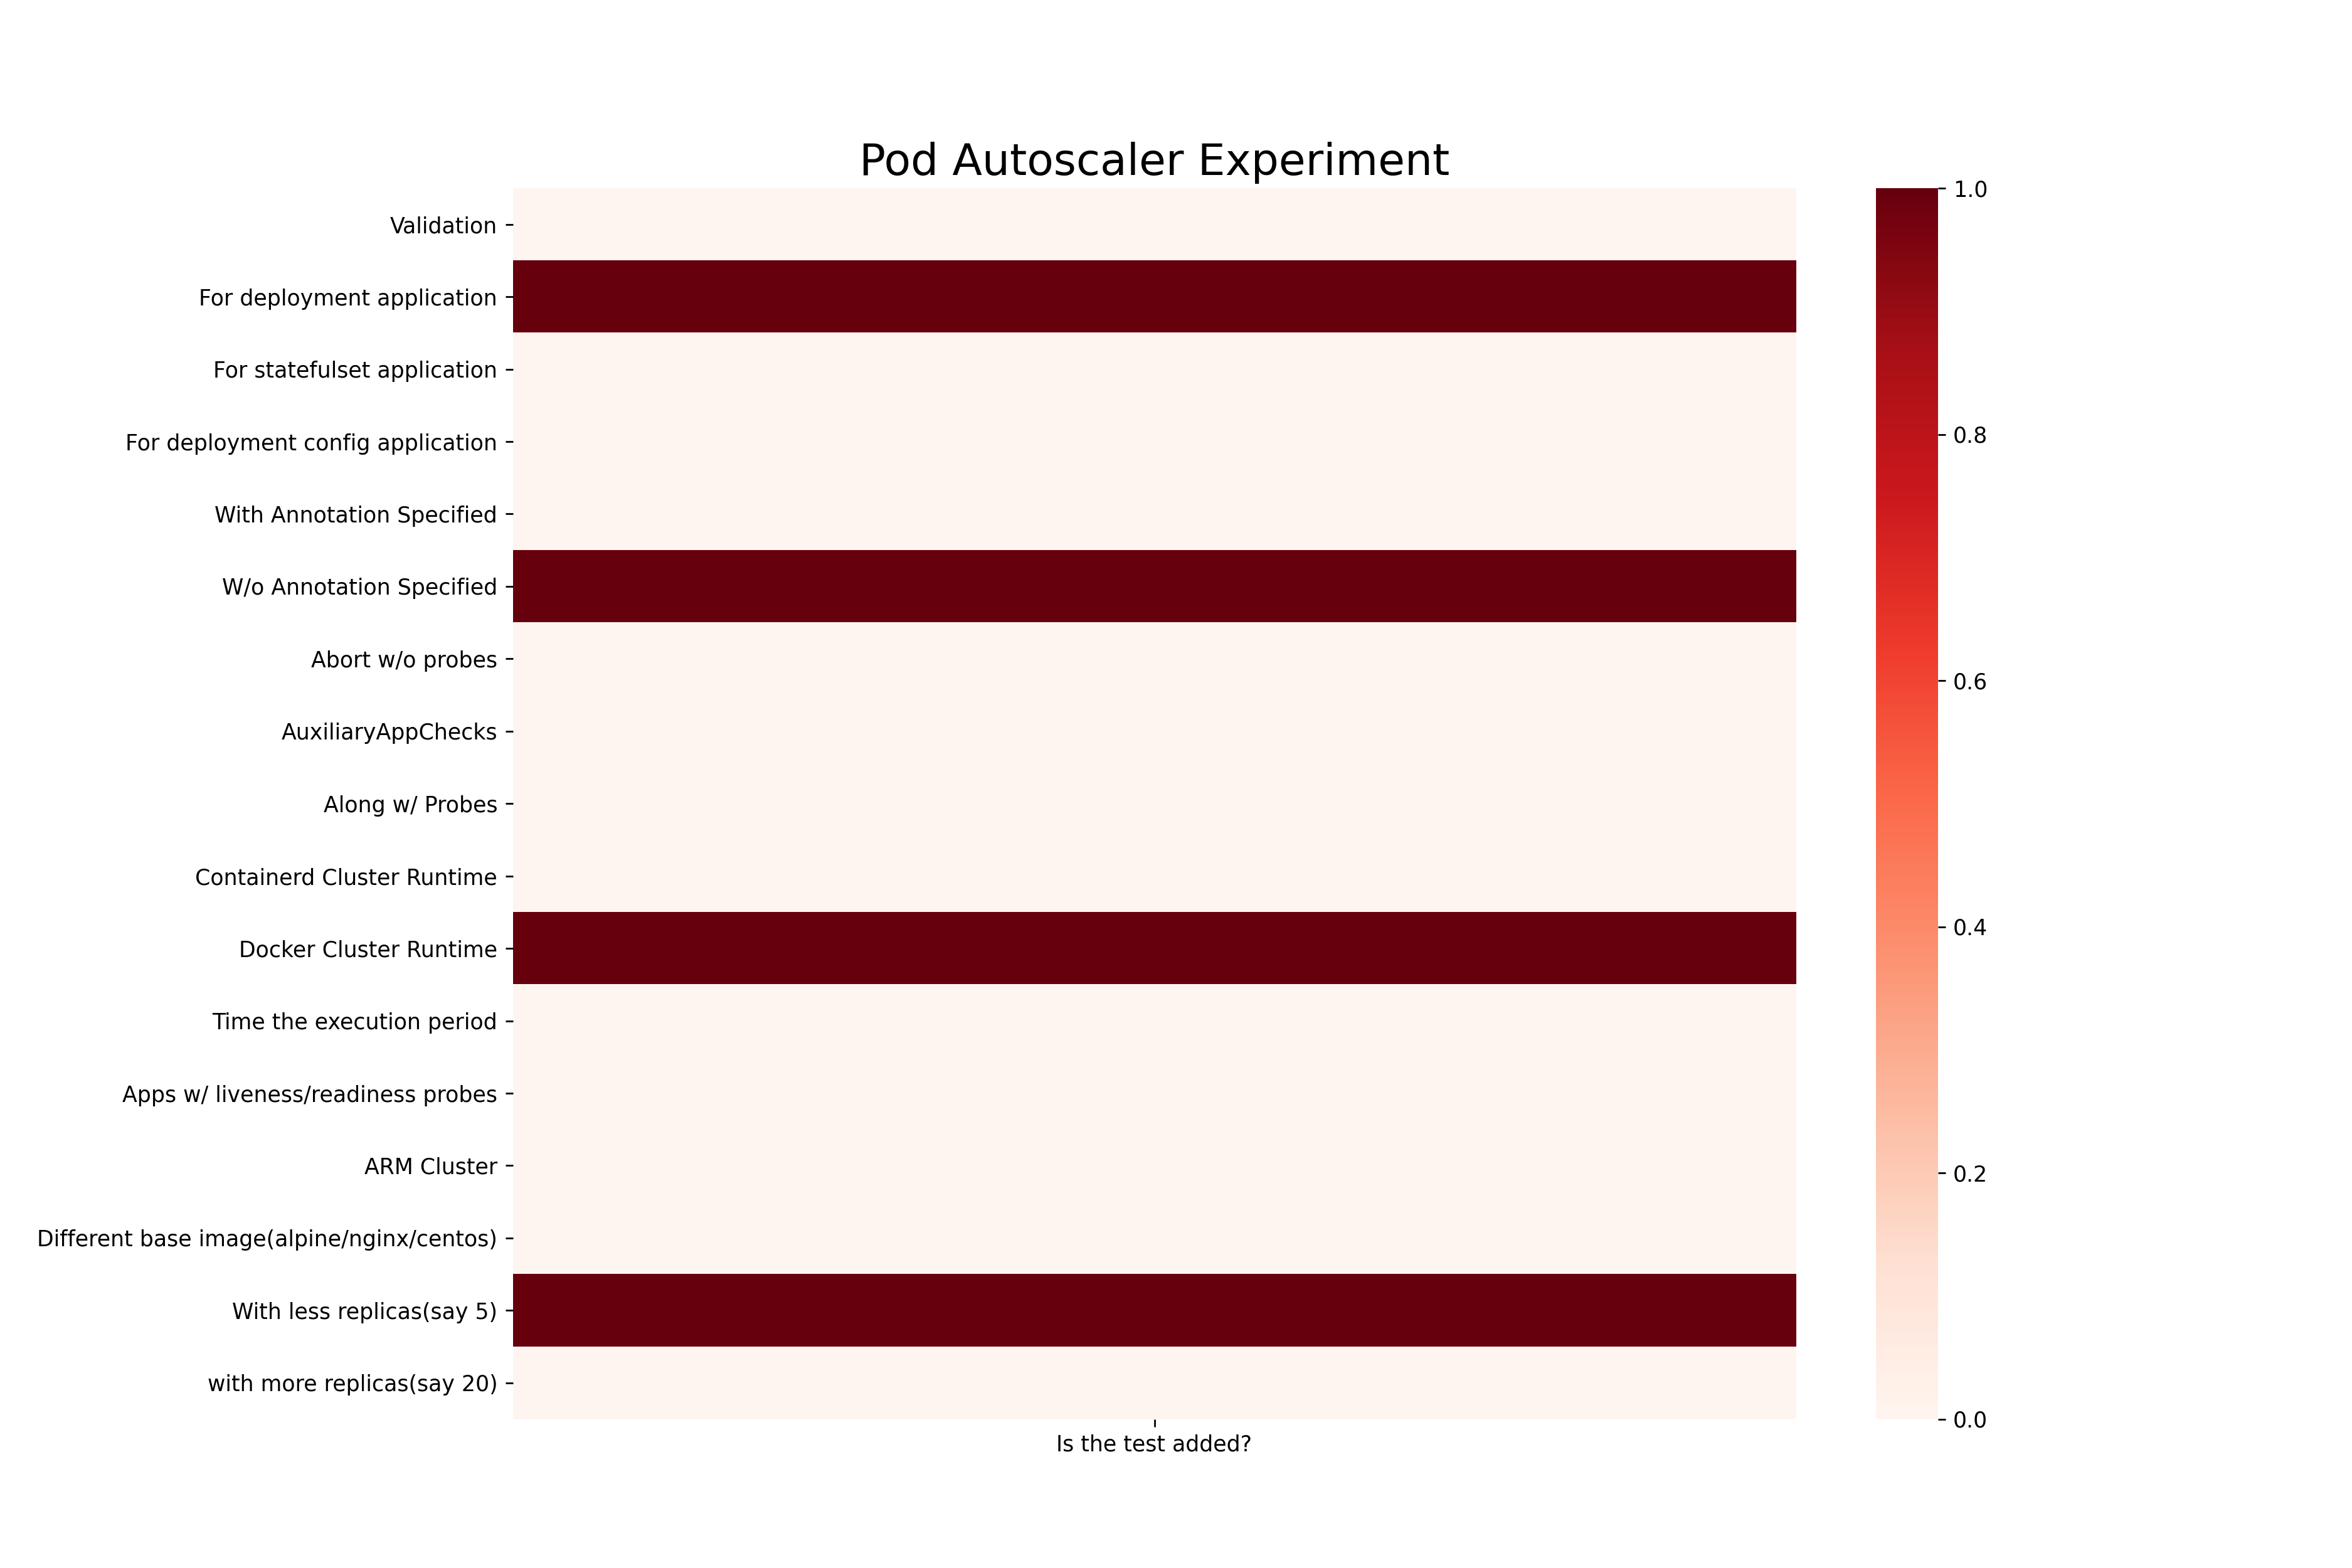 Pod Autoscaler Experiment
Validation
For deployment application
For statefulset application
For deployment config application
With Annotation Specified
W/o Annotation Specified
Abort w/o probes
AuxiliaryAppChecks
Along w/ Probes
Containerd Cluster Runtime
Docker Cluster Runtime
Time the execution period
Apps w/ liveness/readiness probes
ARM Cluster
Different base image(alpine/nginx/centos)
With less replicas(say 5)
with more replicas(say 20)
Is the test added?
1.0
0.8
0.6
0.4
0.2
0.0